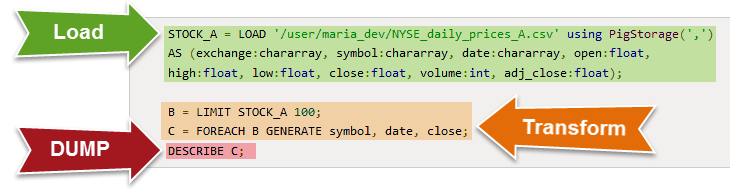 Load
STOCK_A = LOAD '/user/maria_dev/NYSE_daily_prices_A.csv' using PigStorage(',')
AS (exchange:chararray, symbol:chararray, date:chararray, open:float,
high:float, low:float, close:float, volume:int, adj_close:float);
B = LIMIT STOCK_A 100;
C = FOREACH B GENERATE symbol, date, close;
Transform
DUMP
DESCRIBE C;